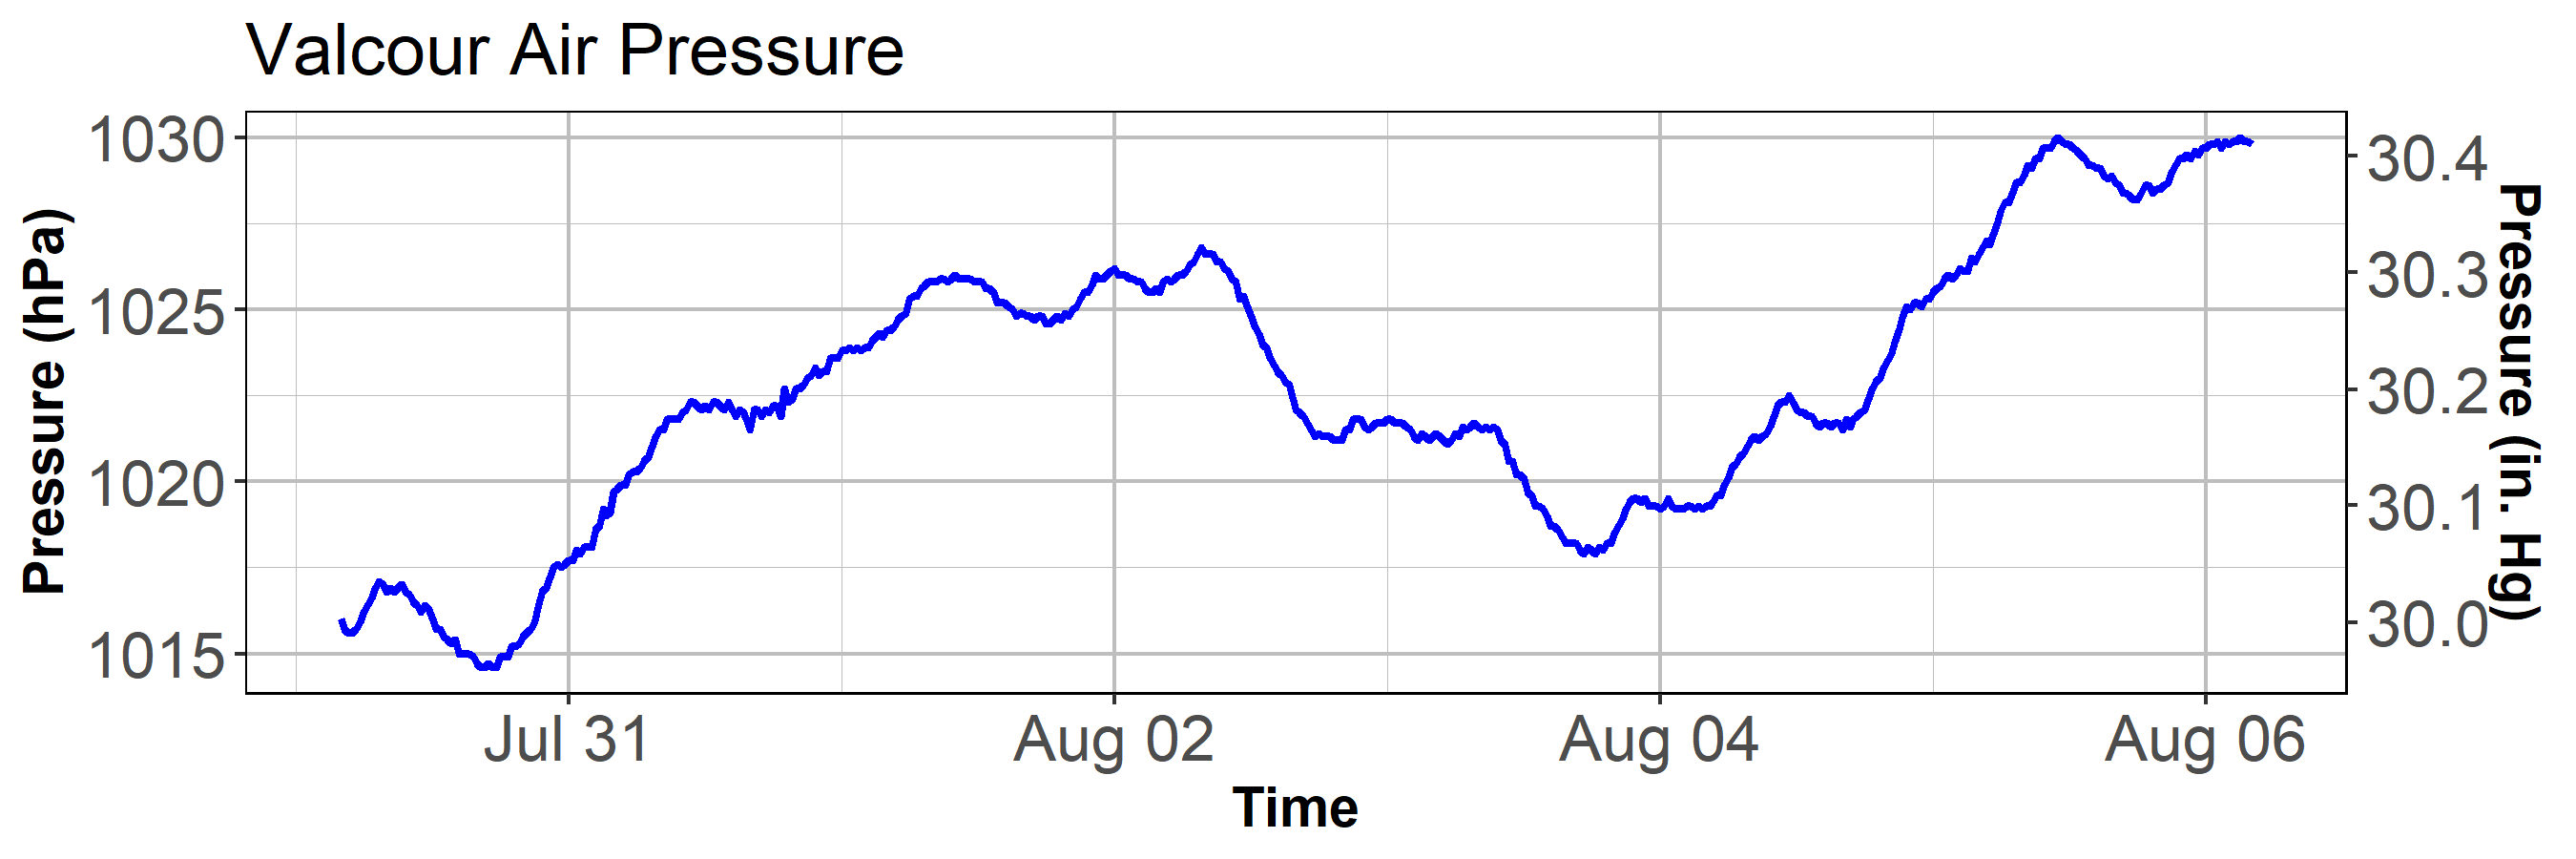 Valcour Air Pressure
1030
1025
1020
1015
Pressure (hPa)
30.4
30.3
30.2
30.1
30.0
Pressure (in. Hg)
Jul 31
Aug 02
Aug 04
Aug 06
Time